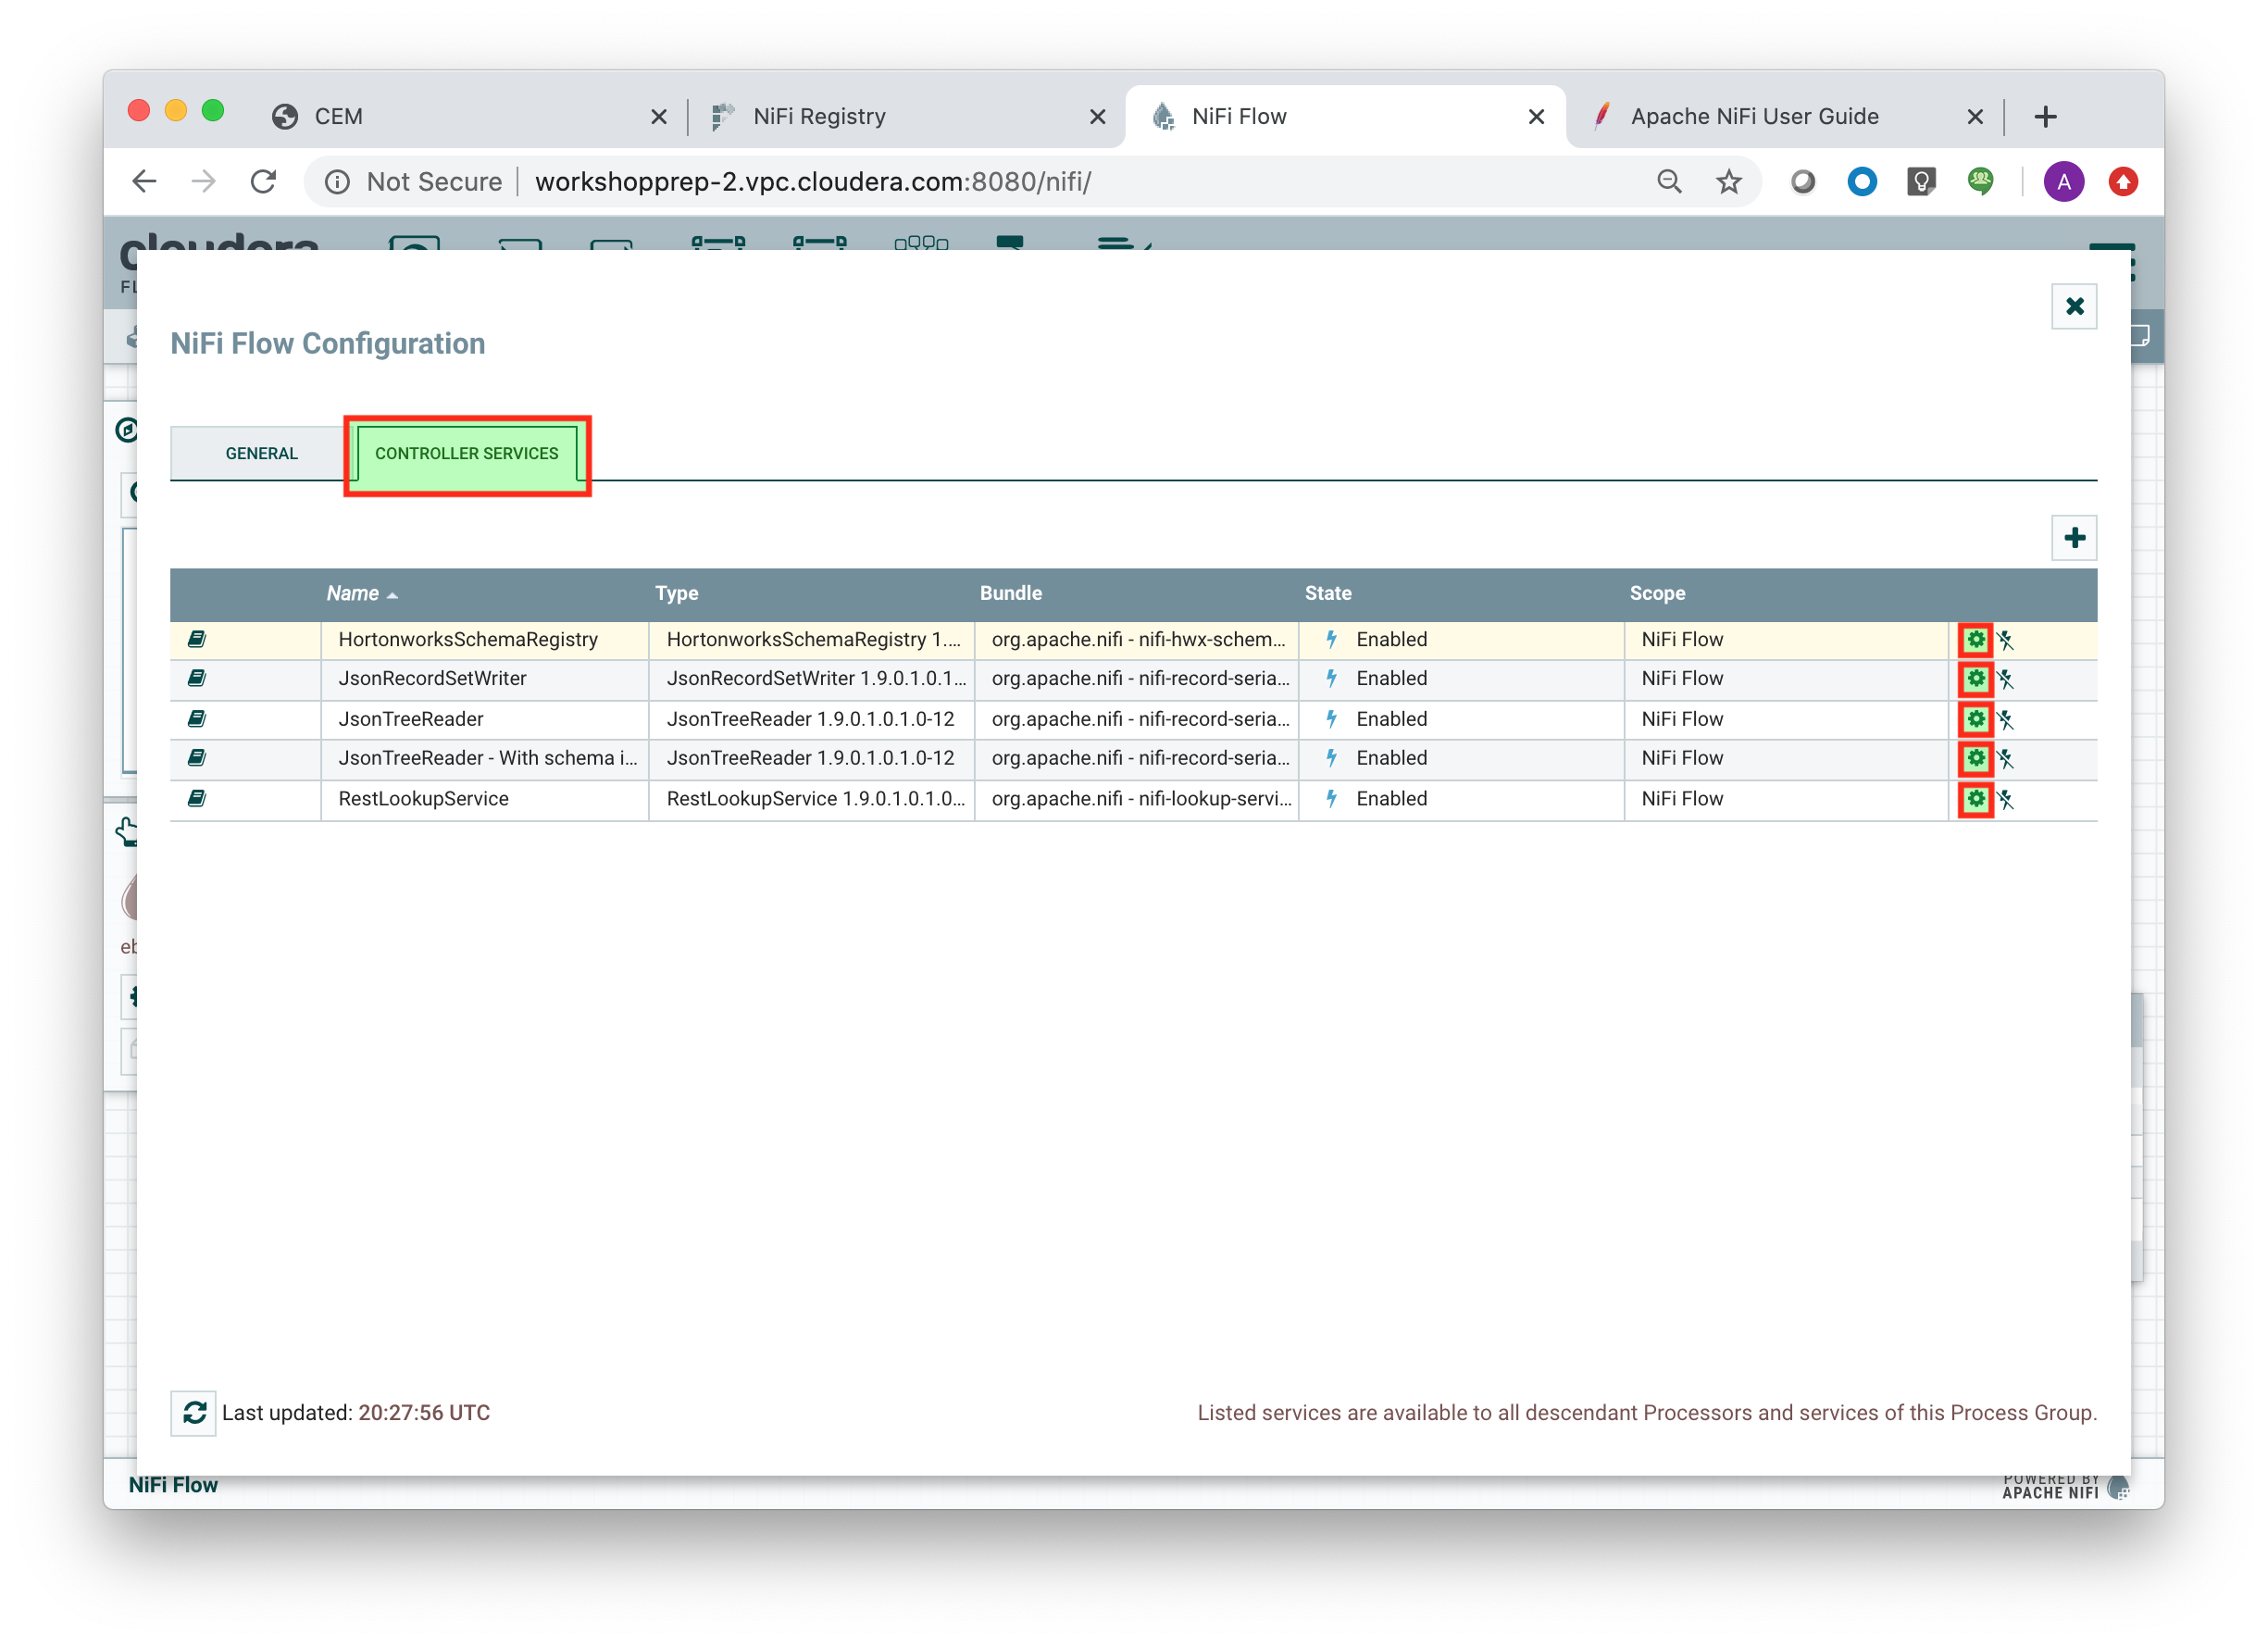 CEM
NiFi Registry
NiFi Flow
Apache NiFi User Guide
Not Secure
workshopprep-2.vpc.cloudera.com:8080/nifi/
A
cloudera
FL
NiFi Flow Configuration
GENERAL
CONTROLLER SERVICES
Name Type Bundle State Scope
HortonworksSchemaRegistry HortonworksSchemaRegistry 1.... org.apache.nifi - nifi-hwx-schem... Enabled NiFi Flow
JsonRecordSetWriter JsonRecordSetWriter 1.9.0.1.0.1... org.apache.nifi - nifi-record-seria... Enabled NiFi Flow
JsonTreeReader JsonTreeReader 1.9.0.1.0.1.0-12 org.apache.nifi - nifi-record-seria... Enabled NiFi Flow
JsonTreeReader - With schema i... JsonTreeReader 1.9.0.1.0.1.0-12 org.apache.nifi - nifi-record-seria... Enabled NiFi Flow
RestLookupService RestLookupService 1.9.0.1.0.1.0... org.apache.nifi - nifi-lookup-servi... Enabled NiFi Flow
eb
Last updated: 20:27:56 UTC
Listed services are available to all descendant Processors and services of this Process Group.
NiFi Flow
POWERED BY
APACHE NIFI